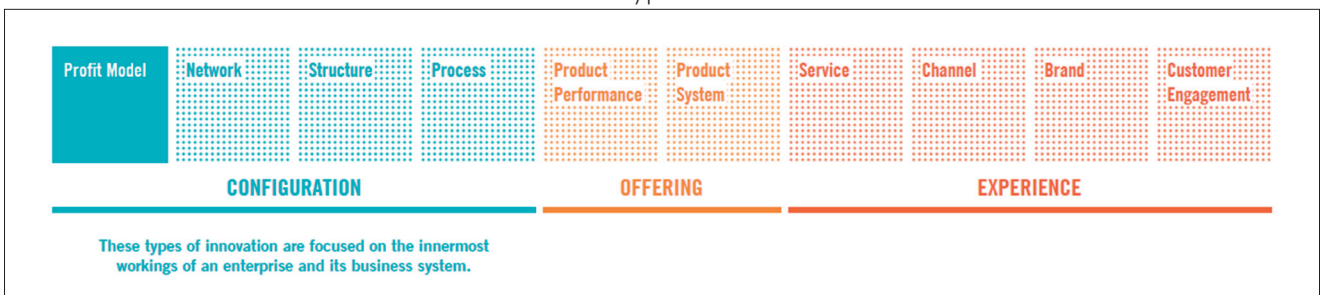 Profit Model Network Structure Process Product Performance Product System Service Channel Brand Customer Engagement
CONFIGURATION OFFERING EXPERIENCE
These types of innovation are focused on the innermost
workings of an enterprise and its business system.